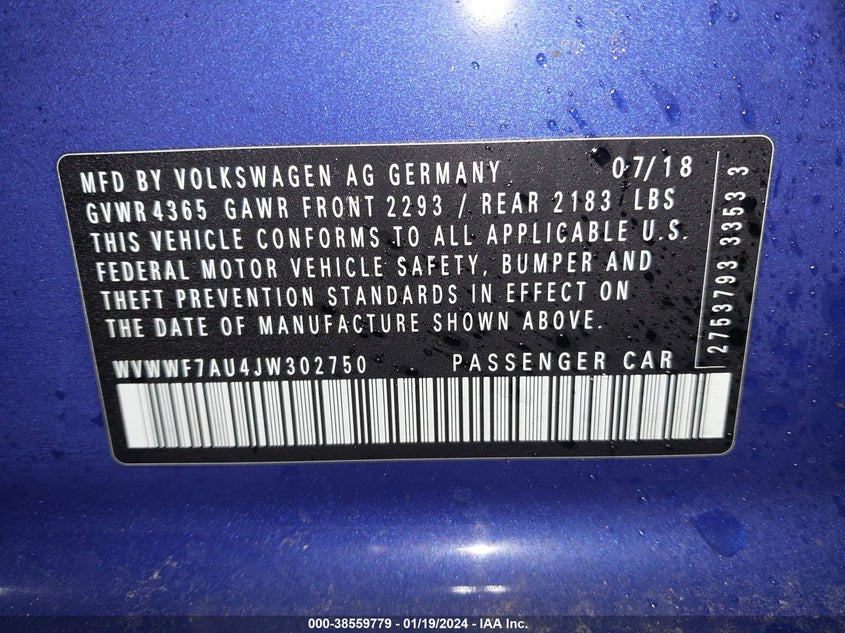 MFD BY VOLKSWAGEN AG GERMANY 07/18
GVWR 4365 GAWR FRONT 2293 / REAR 2183 LBS
THIS VEHICLE CONFORMS TO ALL APPLICABLE U.S.
FEDERAL MOTOR VEHICLE SAFETY, BUMPER AND
THEFT PREVENTION STANDARDS IN EFFECT ON
THE DATE OF MANUFACTURE SHOWN ABOVE.
WVWWF7AU4JW302750 PASSENGER CAR
2753793 3353 3
000-38559779 - 01/19/2024 - IAA Inc.